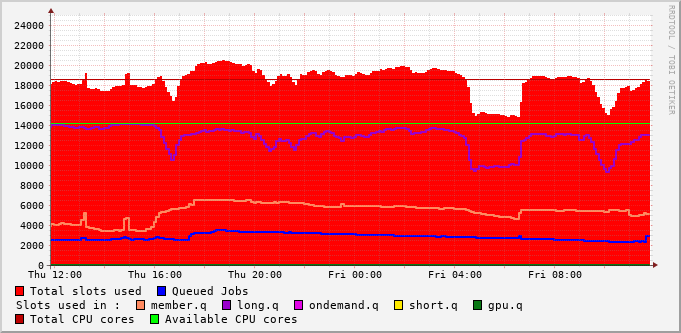 24000
22000
20000
18000
16000
14000
12000
10000
8000
6000
4000
2000
0
Thu 12:00 Thu 16:00 Thu 20:00 Fri 00:00 Fri 04:00 Fri 08:00
Total slots used Queued Jobs
Slots used in : member.q long.q ondemand.q short.q gpu.q
Total CPU cores Available CPU cores
RRDTOOL / TOBI OETIKER